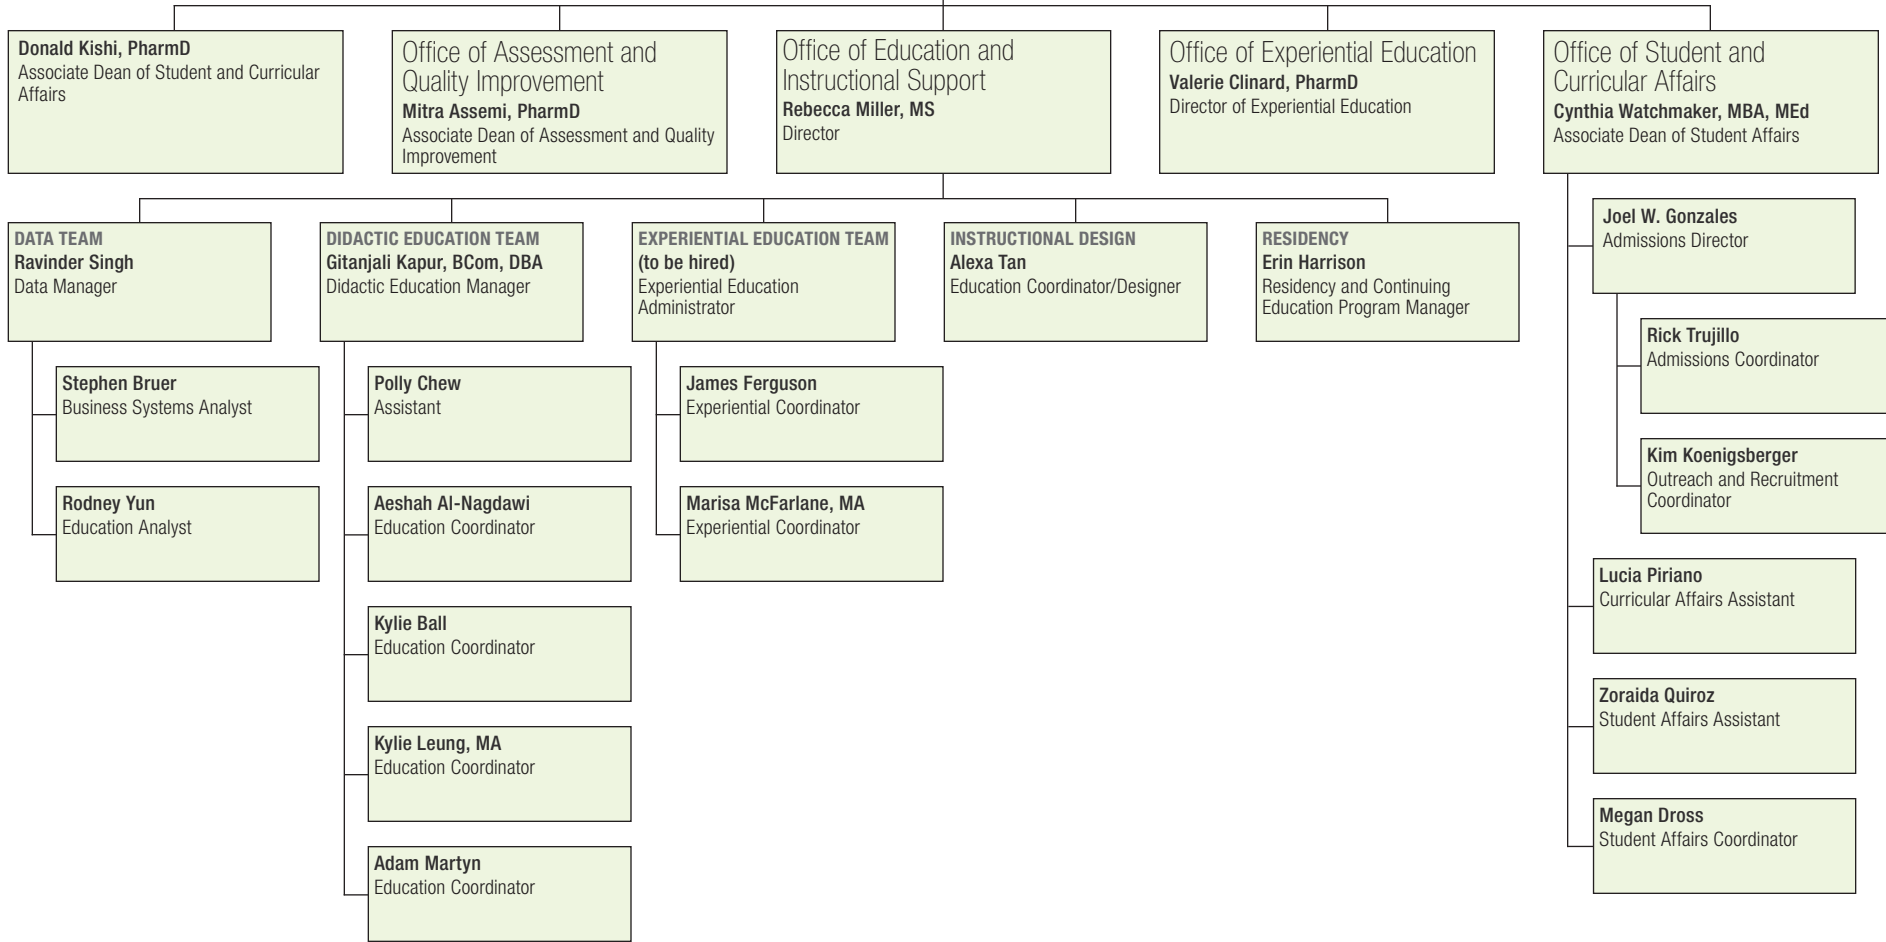 Donald Kishi, PharmD
Associate Dean of Student and Curricular
Affairs
Office of Assessment and
Quality Improvement
Mitra Assemi, PharmD
Associate Dean of Assessment and Quality
Improvement
Office of Education and
Instructional Support
Rebecca Miller, MS
Director
Office of Experiential Education
Valerie Clinard, PharmD
Director of Experiential Education
Office of Student and
Curricular Affairs
Cynthia Watchmaker, MBA, MEd
Associate Dean of Student Affairs
DATA TEAM
Ravinder Singh
Data Manager
Stephen Bruer
Business Systems Analyst
Rodney Yun
Education Analyst
DIDACTIC EDUCATION TEAM
Gitanjali Kapur, BCom, DBA
Didactic Education Manager
Polly Chew
Assistant
Aeshah Al-Nagdawi
Education Coordinator
Kylie Ball
Education Coordinator
Kylie Leung, MA
Education Coordinator
Adam Martyn
Education Coordinator
EXPERIENTIAL EDUCATION TEAM
(to be hired)
Experiential Education
Administrator
James Ferguson
Experiential Coordinator
Marisa McFarlane, MA
Experiential Coordinator
INSTRUCTIONAL DESIGN
Alexa Tan
Education Coordinator/Designer
RESIDENCY
Erin Harrison
Residency and Continuing
Education Program Manager
Joel W. Gonzales
Admissions Director
Rick Trujillo
Admissions Coordinator
Kim Koenigsberger
Outreach and Recruitment
Coordinator
Lucia Piriano
Curricular Affairs Assistant
Zoraida Quiroz
Student Affairs Assistant
Megan Dross
Student Affairs Coordinator